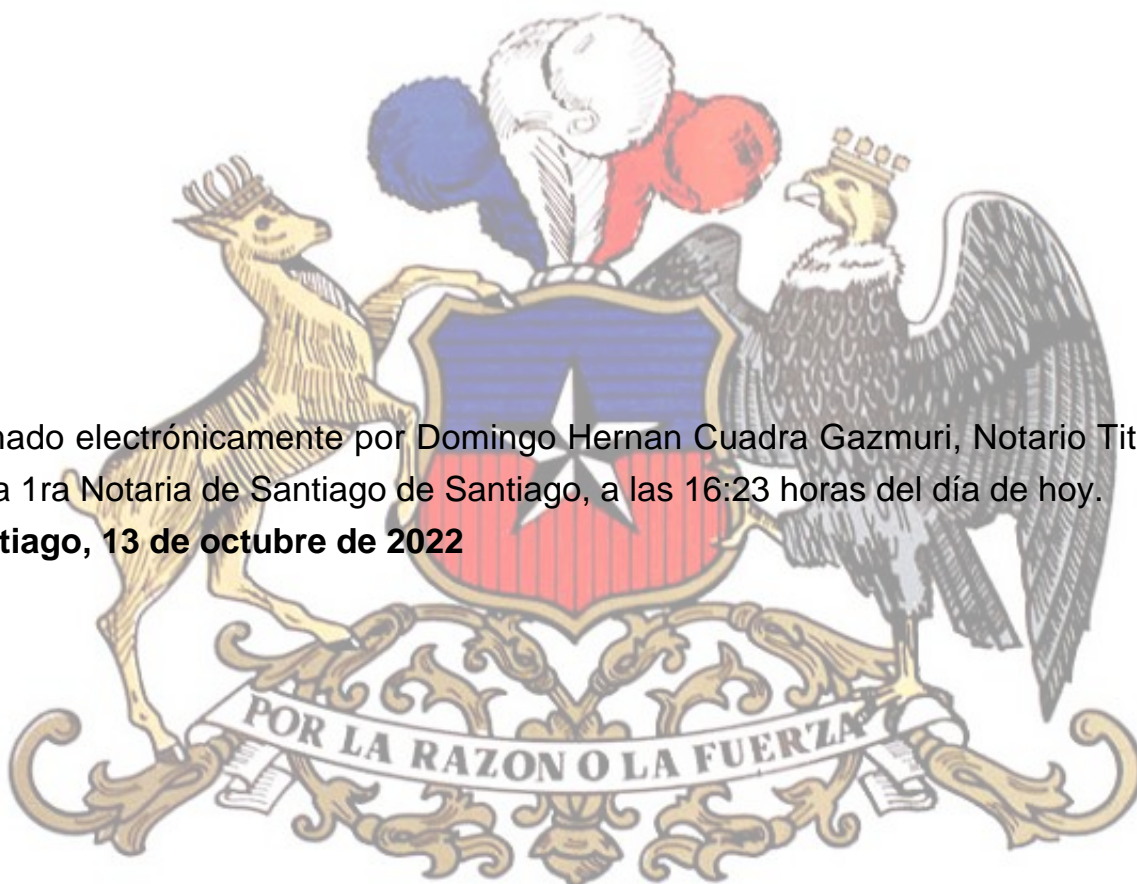 nado electrónicamente por Domingo Hernan Cuadra Gazmuri, Notario Tit
a 1ra Notaria de Santiago de Santiago, a las 16:23 horas del día de hoy.
tiago, 13 de octubre de 2022
POR LA RAZON O LA FUERZA